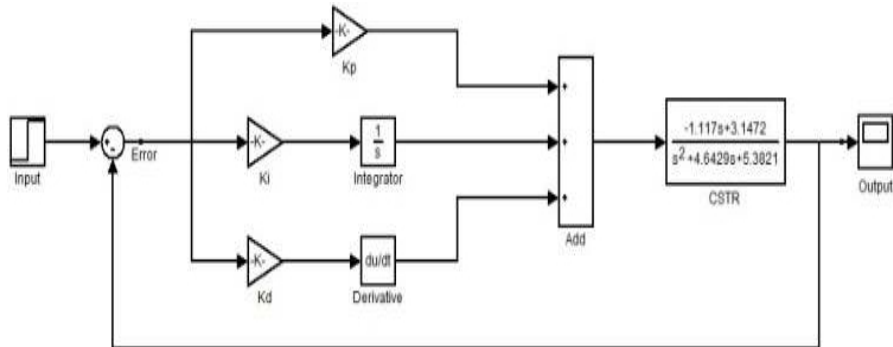 -K-
Kp
Input
+
-
Error
-K-
Ki
1
s
Integrator
-K-
Kd
du/dt
Derivative
+
+
+
Add
-1.117s+3.1472
s2 +4.6429s+5.3821
CSTR
Output